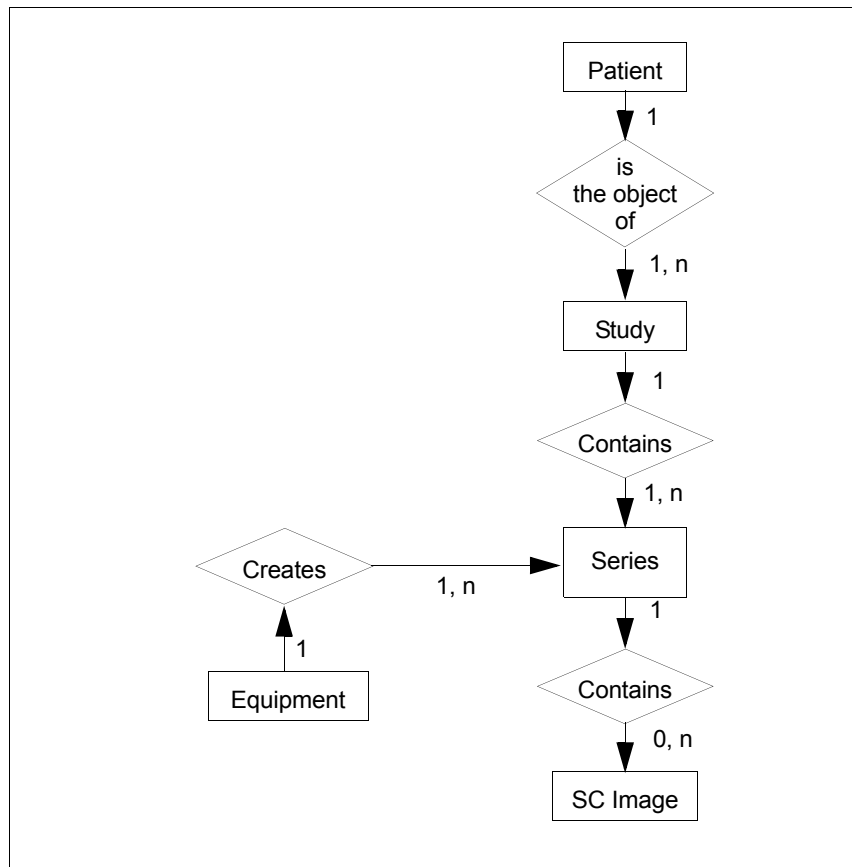 Patient
1
is
the object
of
1, n
Study
1
Contains
1, n
Creates
1, n
Series
1
1
Equipment
Contains
0, n
SC Image